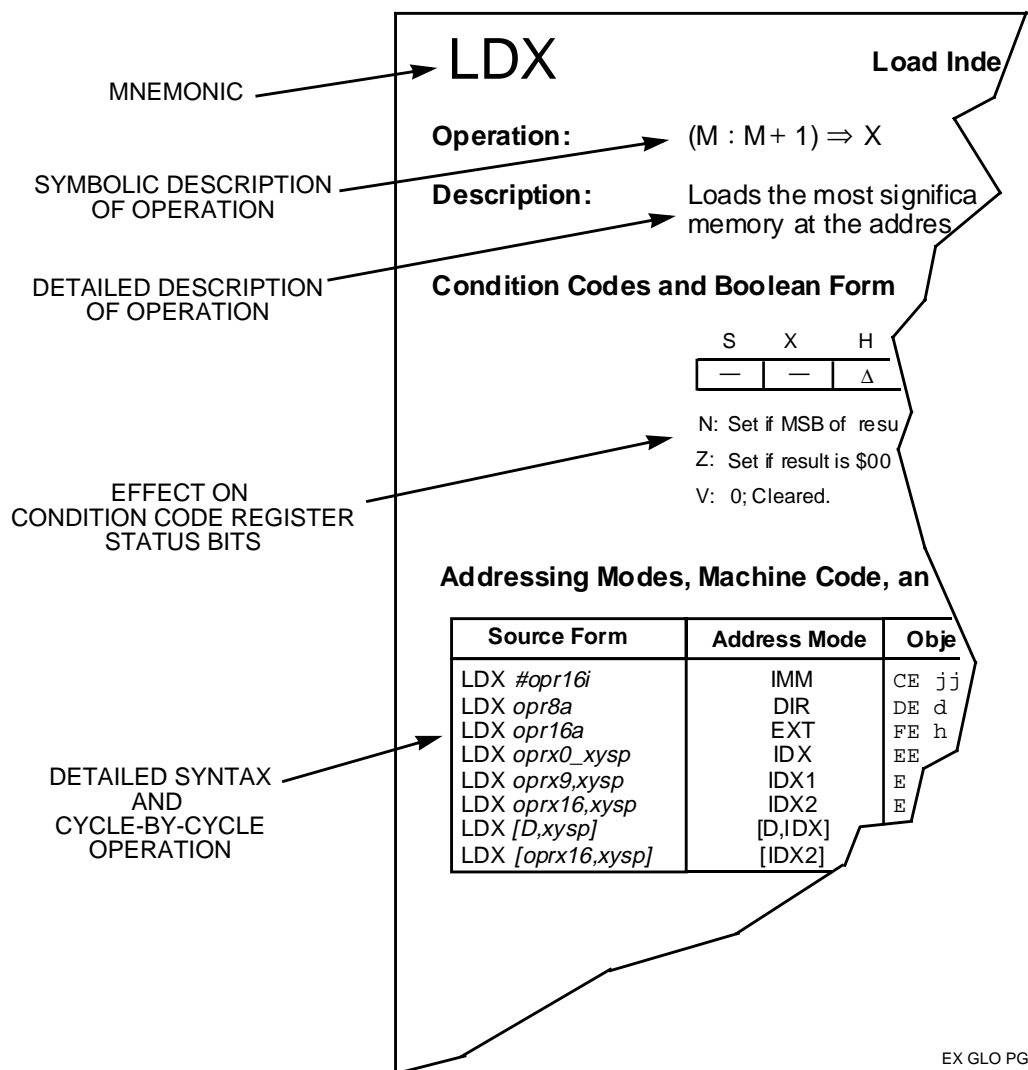 LDX
Load Inde
MNEMONIC
Operation:
(M : M + 1) ⇒ X
SYMBOLIC DESCRIPTION
OF OPERATION
Description:
Loads the most significa
memory at the addres
DETAILED DESCRIPTION
OF OPERATION
Condition Codes and Boolean Form
S X H
— — Δ
N: Set if MSB of resu
Z: Set if result is $00
V: 0; Cleared.
EFFECT ON
CONDITION CODE REGISTER
STATUS BITS
Addressing Modes, Machine Code, an
Source Form Address Mode Obje
LDX #opr16i IMM CE jj
LDX opr8a DIR DE d
LDX opr16a EXT FE h
LDX oprx0_xysp IDX EE
LDX oprx9,xysp IDX1 E
LDX oprx16,xysp IDX2 E
LDX [D,xysp] [D,IDX]
LDX [oprx16,xysp] [IDX2]
DETAILED SYNTAX
AND
CYCLE-BY-CYCLE
OPERATION
EX GLO PG